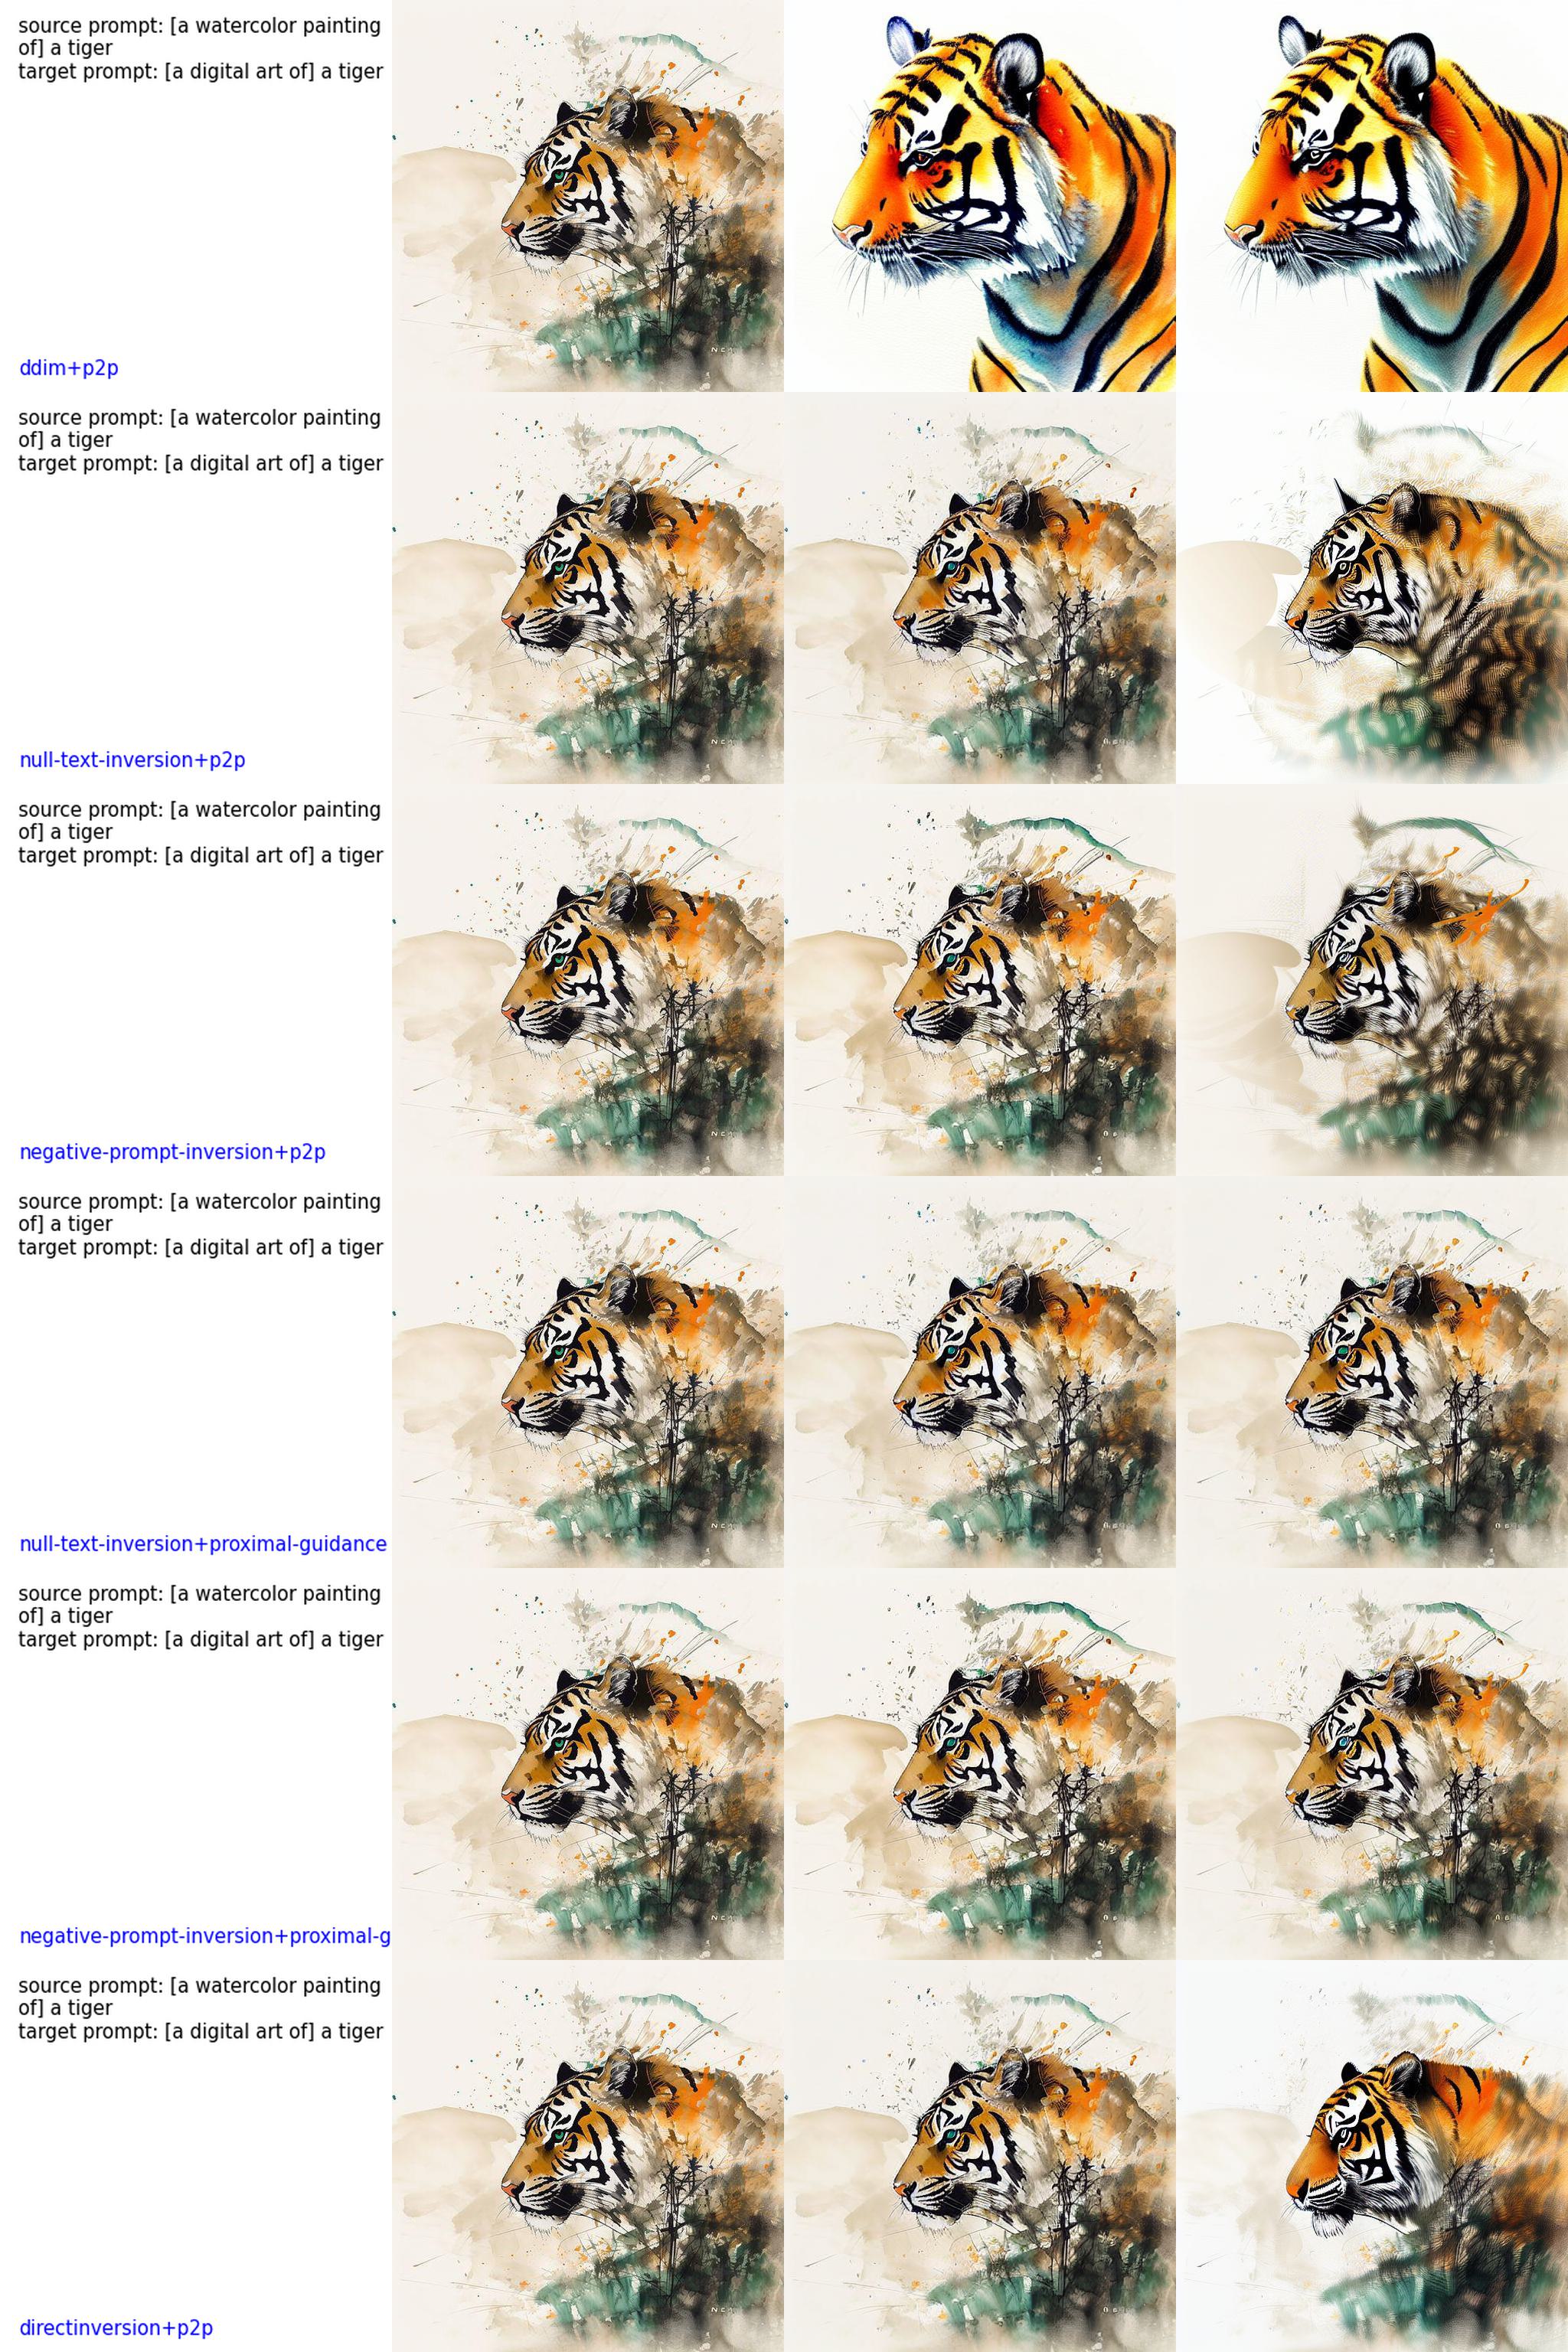 source prompt: [a watercolor painting
of] a tiger
target prompt: [a digital art of] a tiger
ddim+p2p
source prompt: [a watercolor painting
of] a tiger
target prompt: [a digital art of] a tiger
null-text-inversion+p2p
source prompt: [a watercolor painting
of] a tiger
target prompt: [a digital art of] a tiger
negative-prompt-inversion+p2p
source prompt: [a watercolor painting
of] a tiger
target prompt: [a digital art of] a tiger
null-text-inversion+proximal-guidance
source prompt: [a watercolor painting
of] a tiger
target prompt: [a digital art of] a tiger
negative-prompt-inversion+proximal-g
source prompt: [a watercolor painting
of] a tiger
target prompt: [a digital art of] a tiger
directinversion+p2p